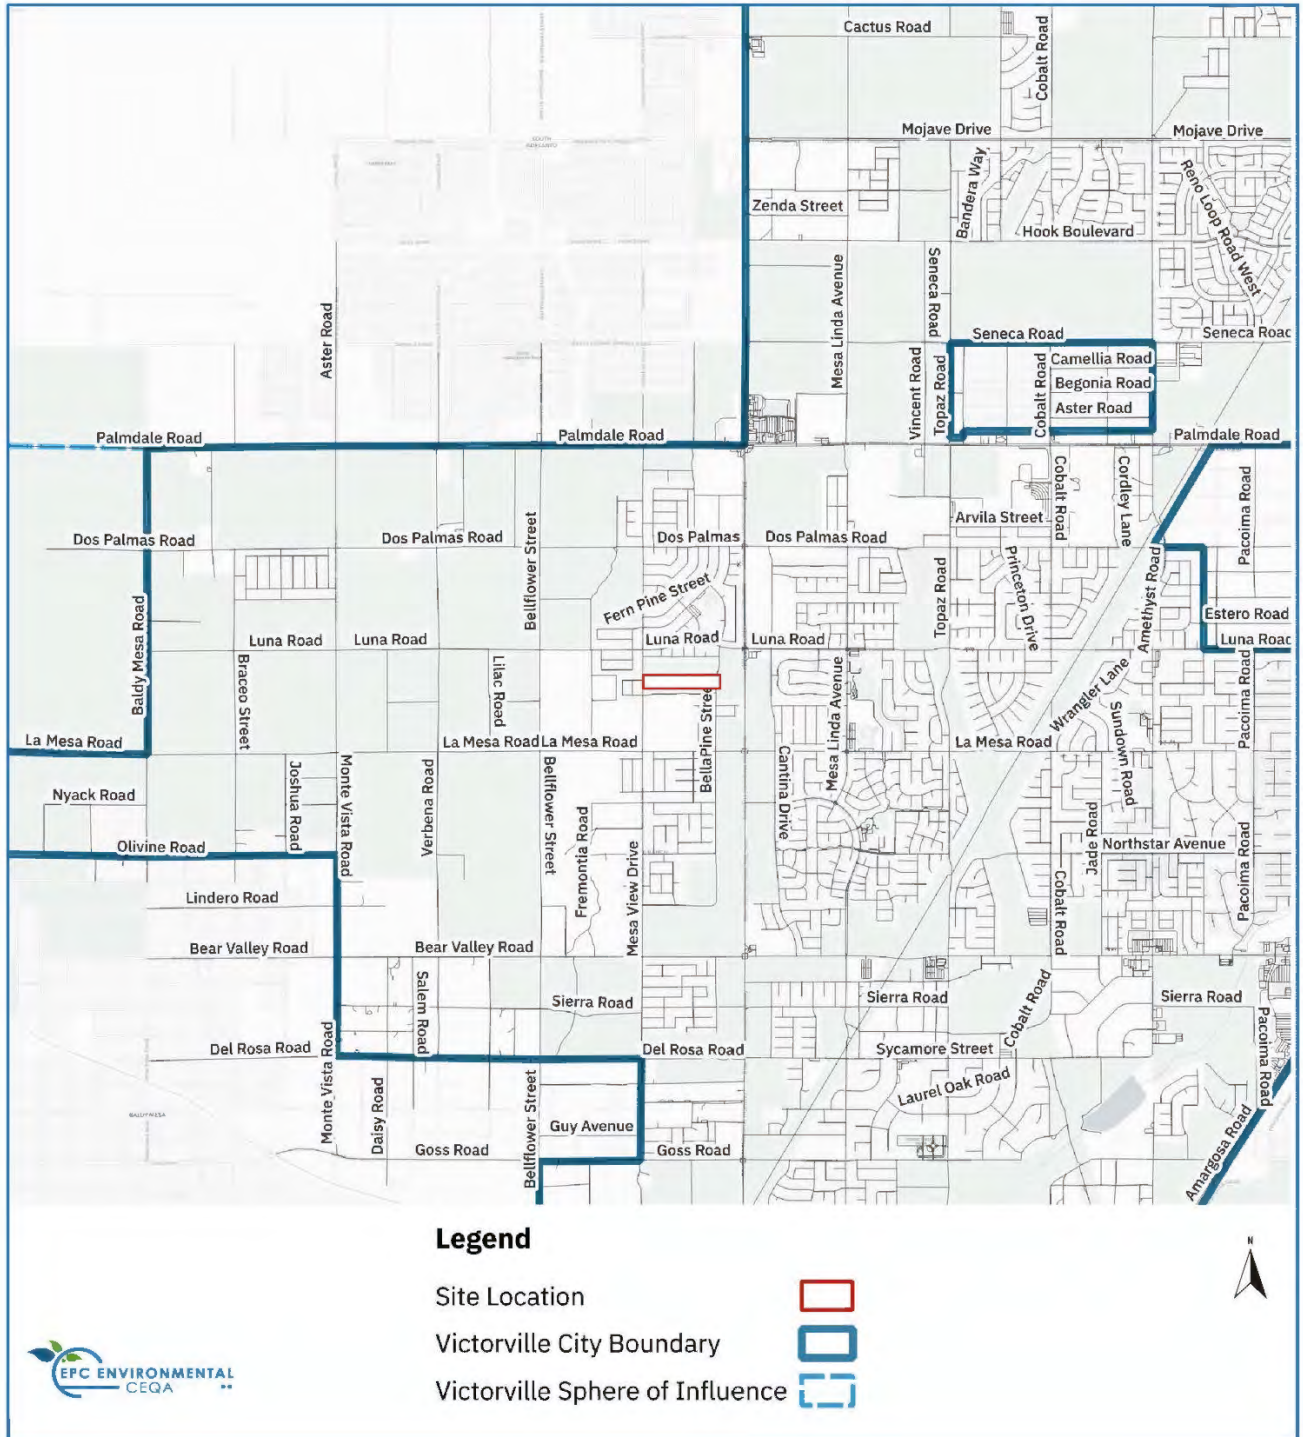 Cactus Road
Cobalt Road
Mojave Drive
Mojave Drive
Bandera Way
Reno Loop Road West
Zenda Street
Hook Boulevard
SOUTH
ADELANTO
Aster Road
Mesa Linda Avenue
Seneca Road
Seneca Road
Seneca Road
Vincent Road
Topaz Road
Cobalt Road
Camellia Road
Begonia Road
Aster Road
Palmdale Road
Palmdale Road
Palmdale Road
Cobalt Road
Cordley Lane
Pacoima Road
Arvila Street
Bellflower Street
Dos Palmas Road
Dos Palmas Road
Dos Palmas
Dos Palmas Road
Fern Pine Street
Topaz Road
Princeton Drive
Amethyst Road
Estero Road
Baldy Mesa Road
Luna Road
Luna Road
Luna Road
Luna Road
Luna Road
Braceo Street
Lilac Road
Bella Pine Street
Mesa Linda Avenue
Wrangler Lane
Sundown Road
Pacoima Road
La Mesa Road
La Mesa Road
La Mesa Road
La Mesa Road
Nyack Road
Joshua Road
Monte Vista Road
Verbena Road
Bellflower Street
Fremontia Road
Mesa View Drive
Cantina Drive
Cobalt Road
Jade Road
Northstar Avenue
Pacoima Road
Olivine Road
Lindero Road
Bear Valley Road
Bear Valley Road
Salem Road
Sierra Road
Sierra Road
Cobalt Road
Sierra Road
Pacoima Road
Del Rosa Road
Monte Vista Road
Del Rosa Road
Sycamore Street
Laurel Oak Road
BALDY MESA
Daisy Road
Bellflower Street
Guy Avenue
Goss Road
Goss Road
Amargosa Road
Legend
N
Site Location
Victorville City Boundary
Victorville Sphere of Influence
EPC ENVIRONMENTAL
CEQA